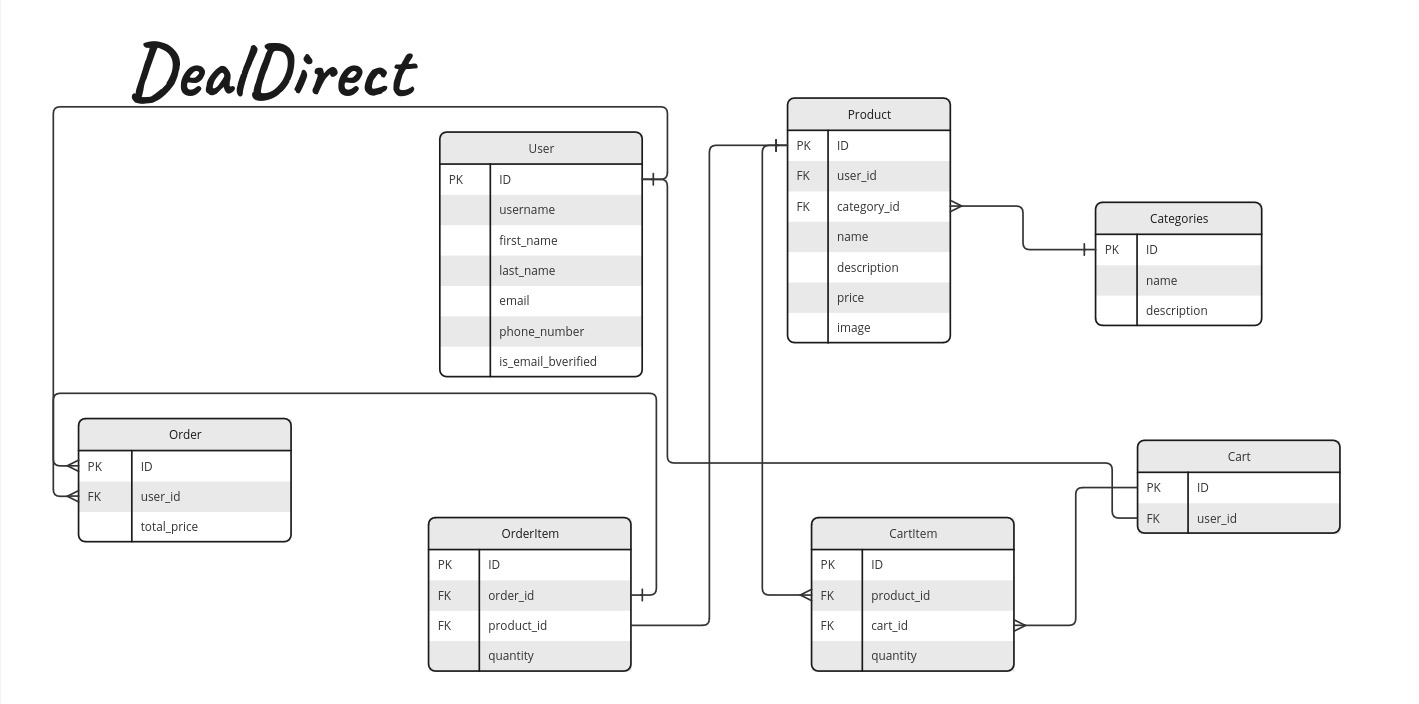 DealDirect
User
PK ID
username
first_name
last_name
email
phone_number
is_email_bverified
Product
PK ID
FK user_id
FK category_id
name
description
price
image
Categories
PK ID
name
description
Order
PK ID
FK user_id
total_price
OrderItem
PK ID
FK order_id
FK product_id
quantity
CartItem
PK ID
FK product_id
FK cart_id
quantity
Cart
PK ID
FK user_id